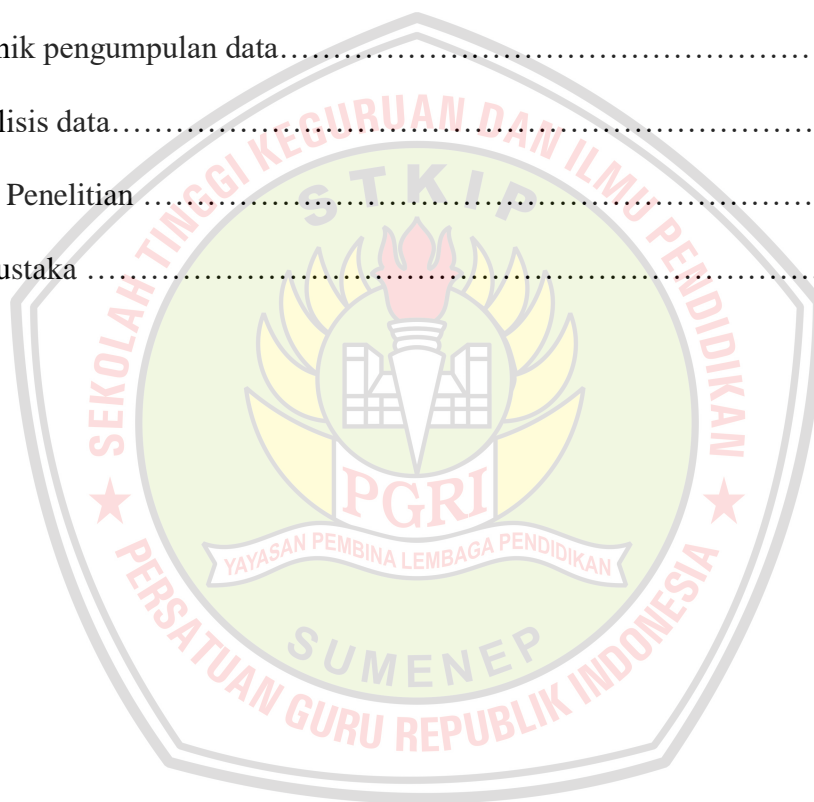 nik pengumpulan data…………………………………………………
lisis data…………………………………………………………………
Penelitian ………………………………………………………………
ustaka ……………………………………………………………………
SEKOLAH TINGGI KEGURUAN DAN ILMU PENDIDIKAN
STKIP
PGRI
YAYASAN PEMBINA LEMBAGA PENDIDIKAN
SUMENEP
★ PERSATUAN GURU REPUBLIK INDONESIA ★